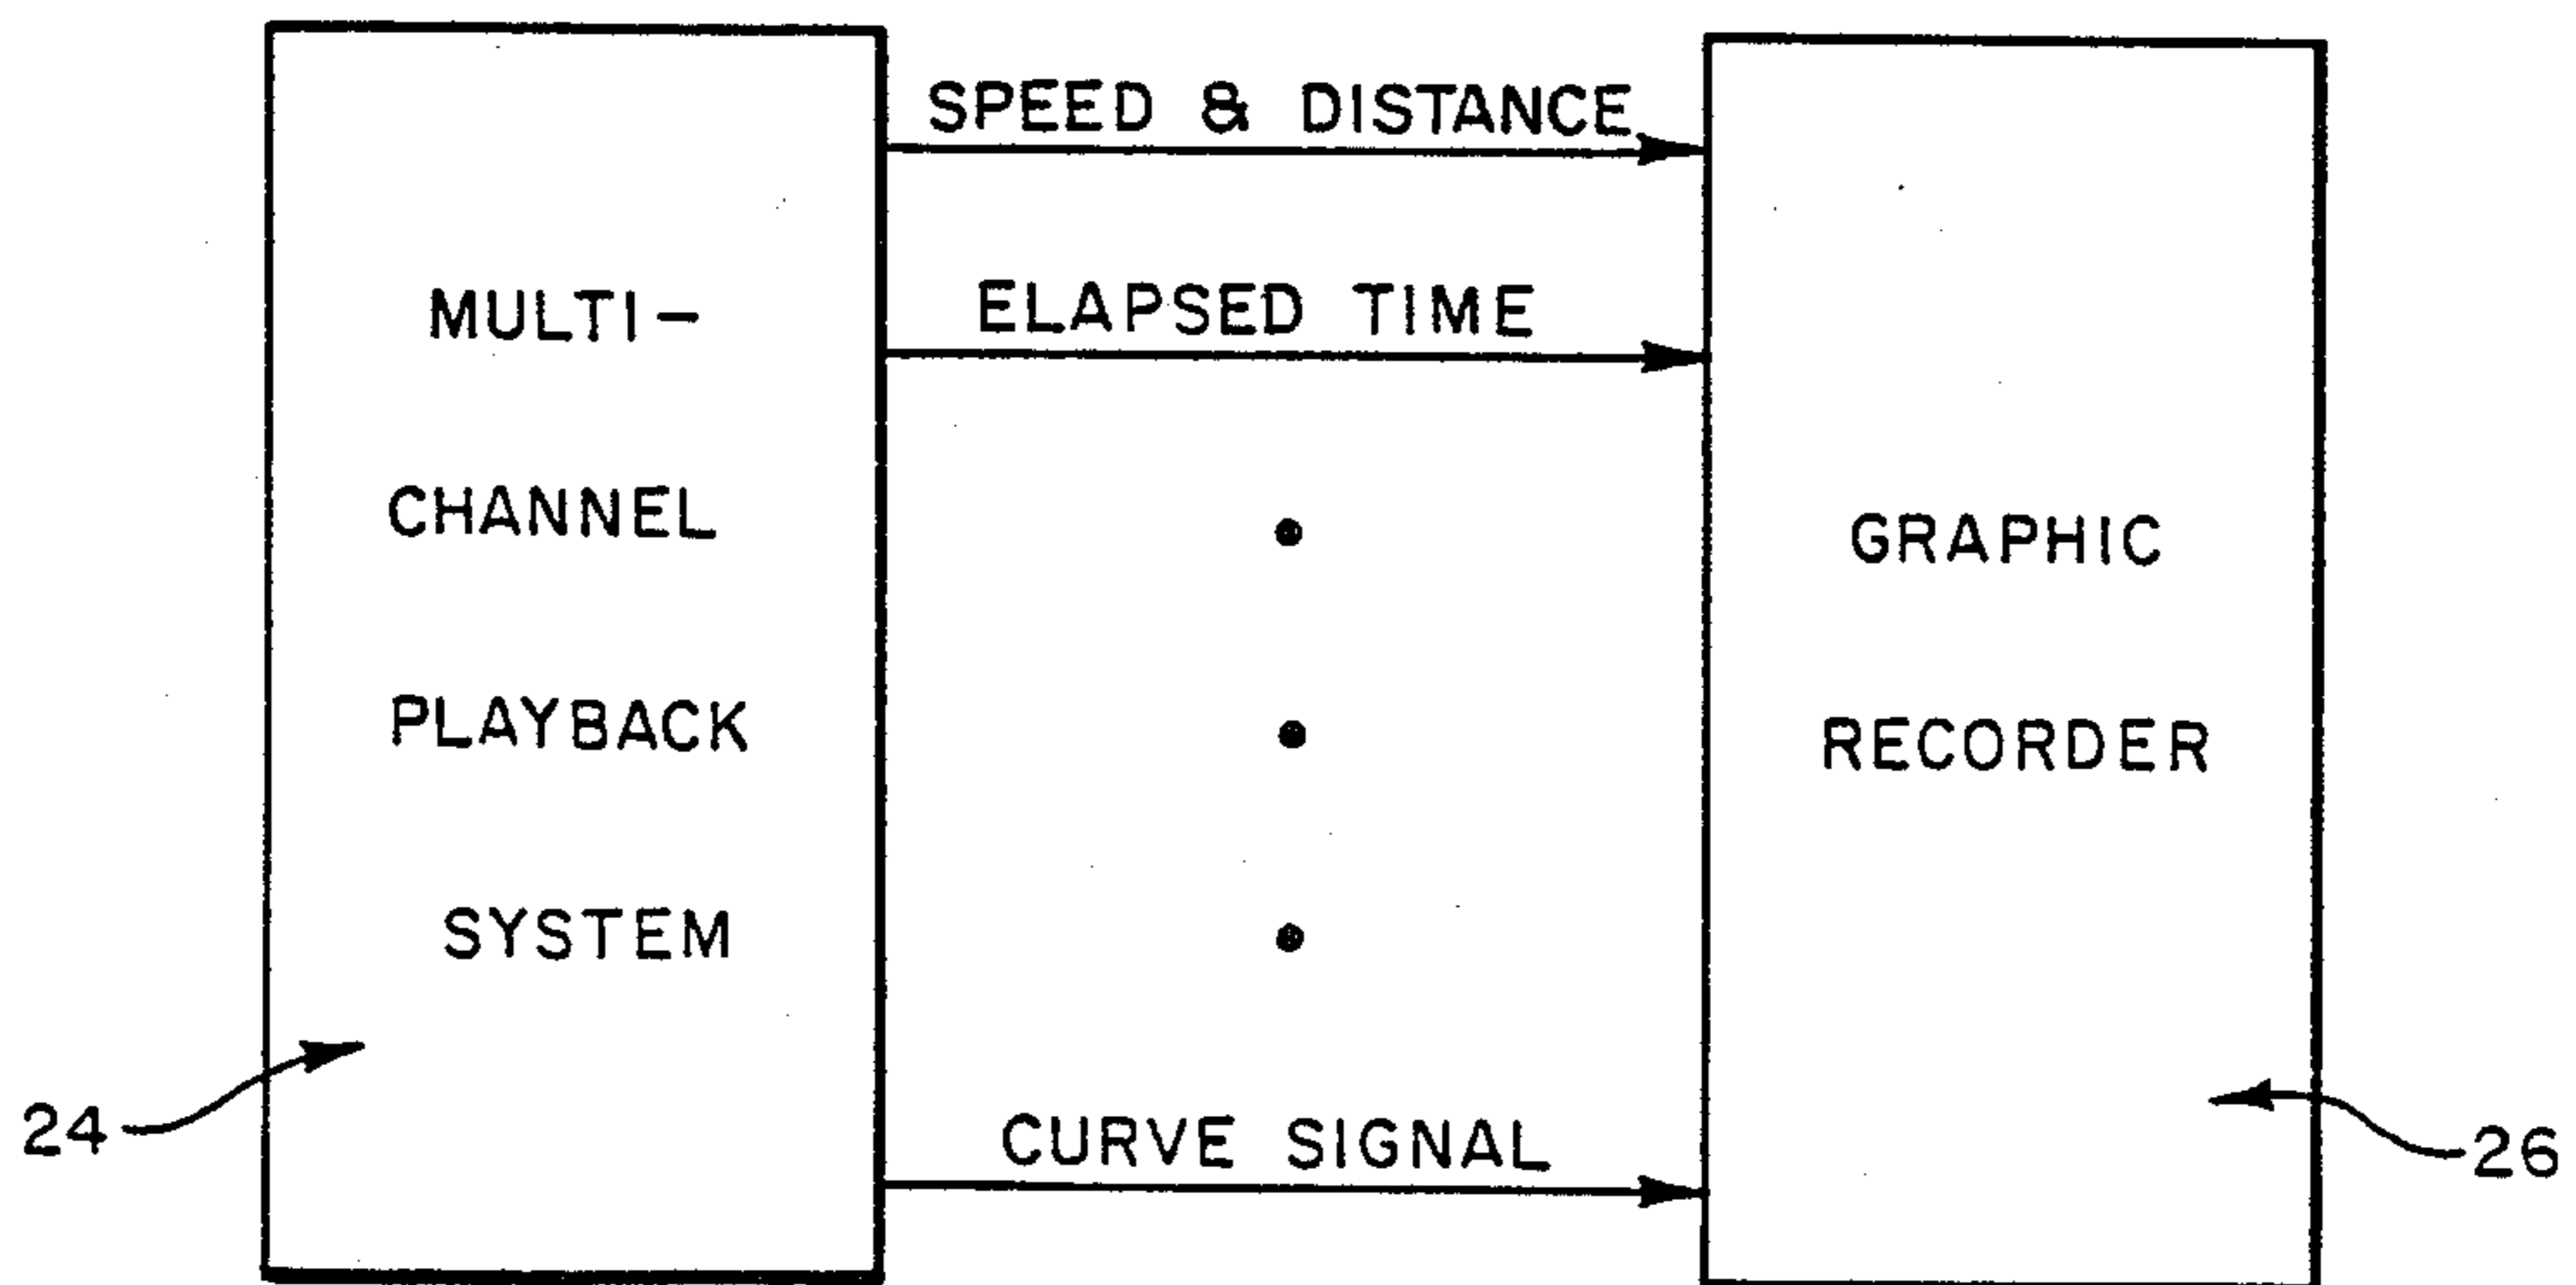 SPEED & DISTANCE
ELAPSED TIME
MULTI-
CHANNEL
PLAYBACK
SYSTEM
GRAPHIC
RECORDER
CURVE SIGNAL
24
26